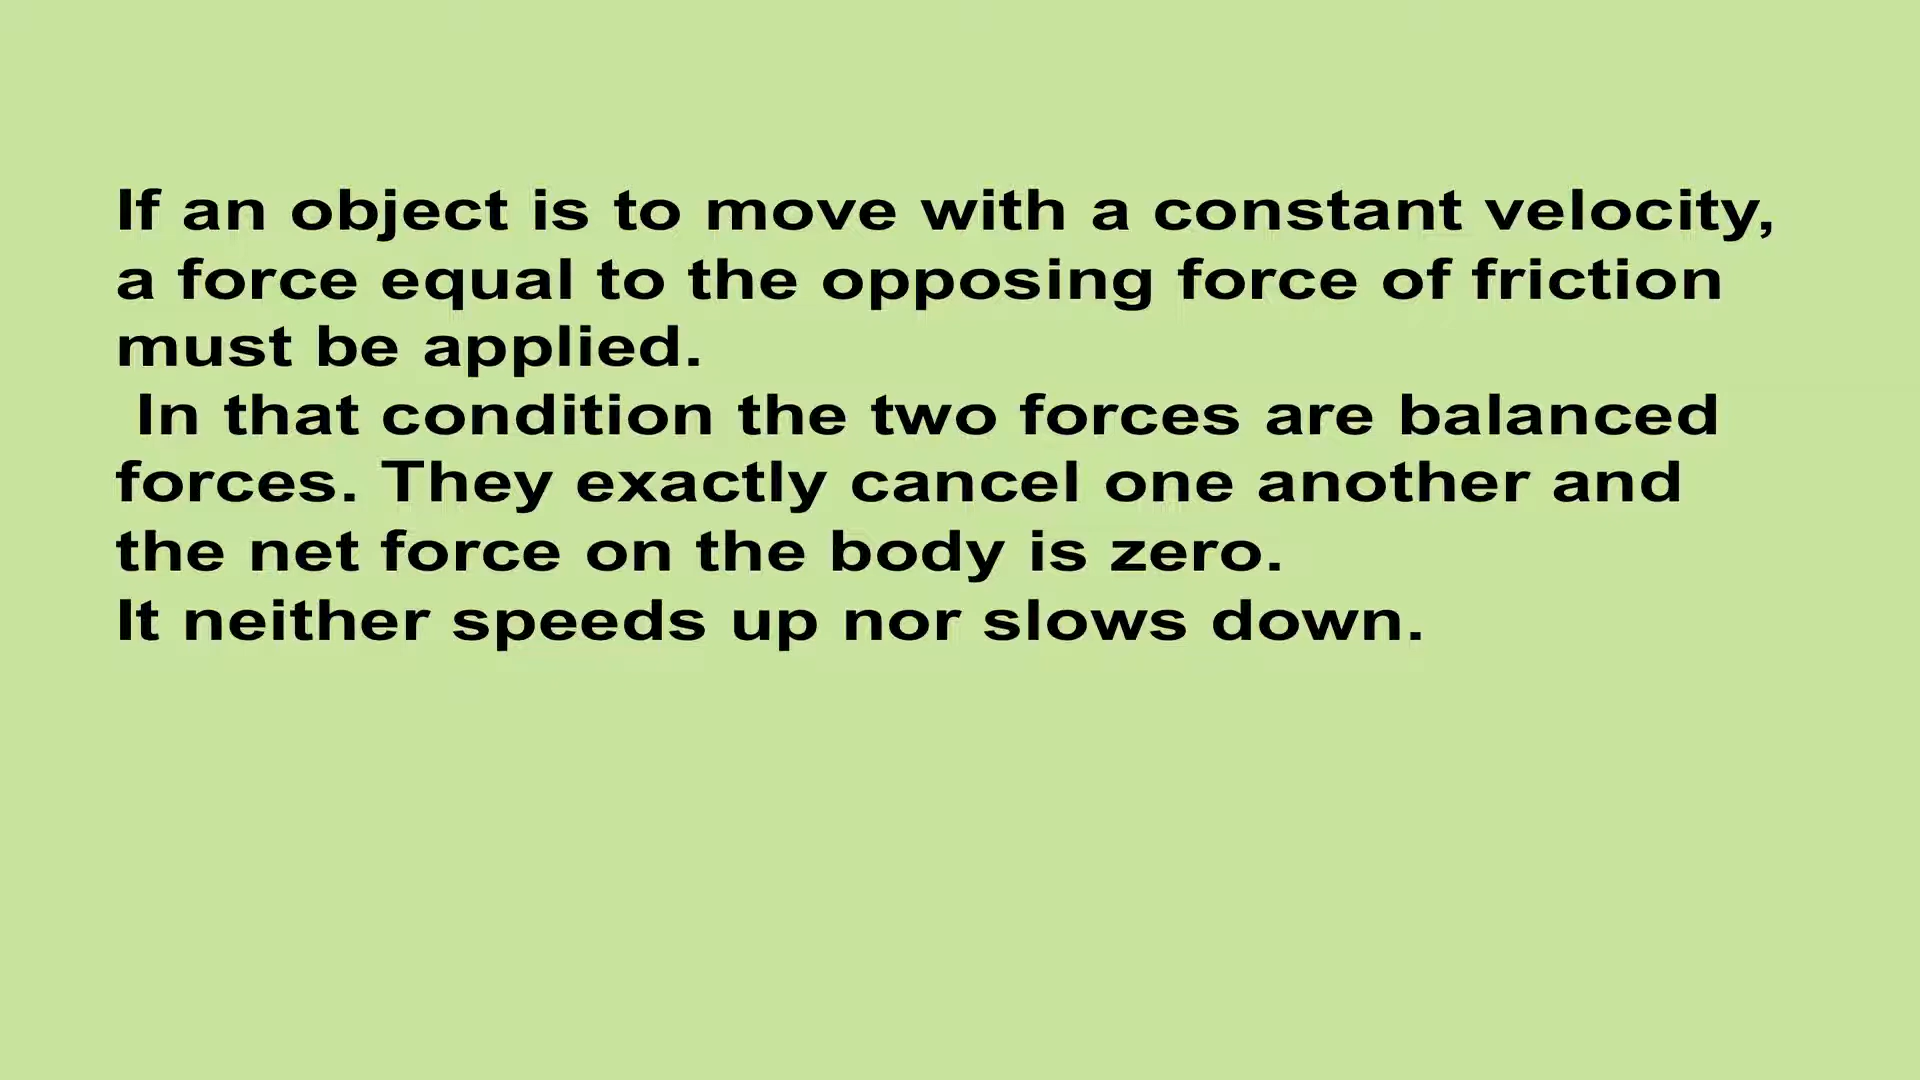 If an object is to move with a constant velocity,
a force equal to the opposing force of friction
must be applied.
In that condition the two forces are balanced
forces. They exactly cancel one another and
the net force on the body is zero.
It neither speeds up nor slows down.